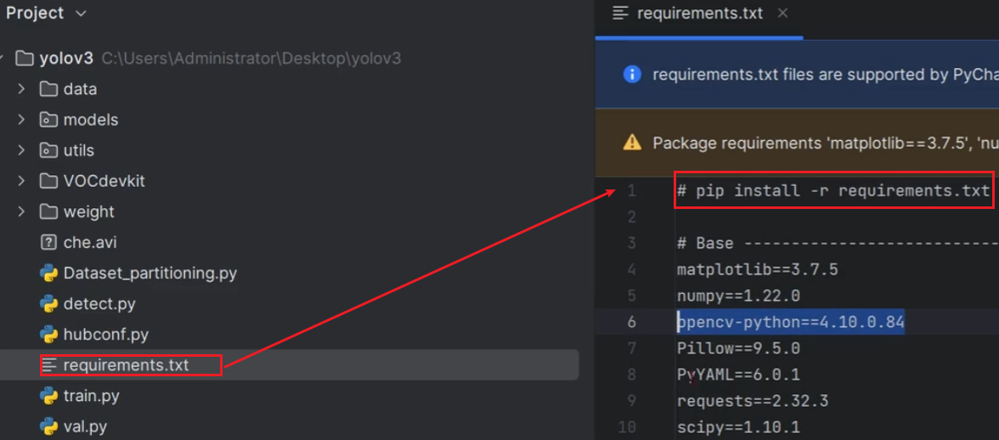 Project
yolov3 C:\Users\Administrator\Desktop\yolov3
data
models
utils
VOCdevkit
weight
che.avi
Dataset_partitioning.py
detect.py
hubconf.py
requirements.txt
train.py
val.py
requirements.txt
requirements.txt files are supported by PyCha
Package requirements 'matplotlib==3.7.5', 'nu
1 # pip install -r requirements.txt
2
3 # Base ----------------------------
4 matplotlib==3.7.5
5 numpy==1.22.0
6 opencv-python==4.10.0.84
7 Pillow==9.5.0
8 PyYAML==6.0.1
9 requests==2.32.3
10 scipy==1.10.1